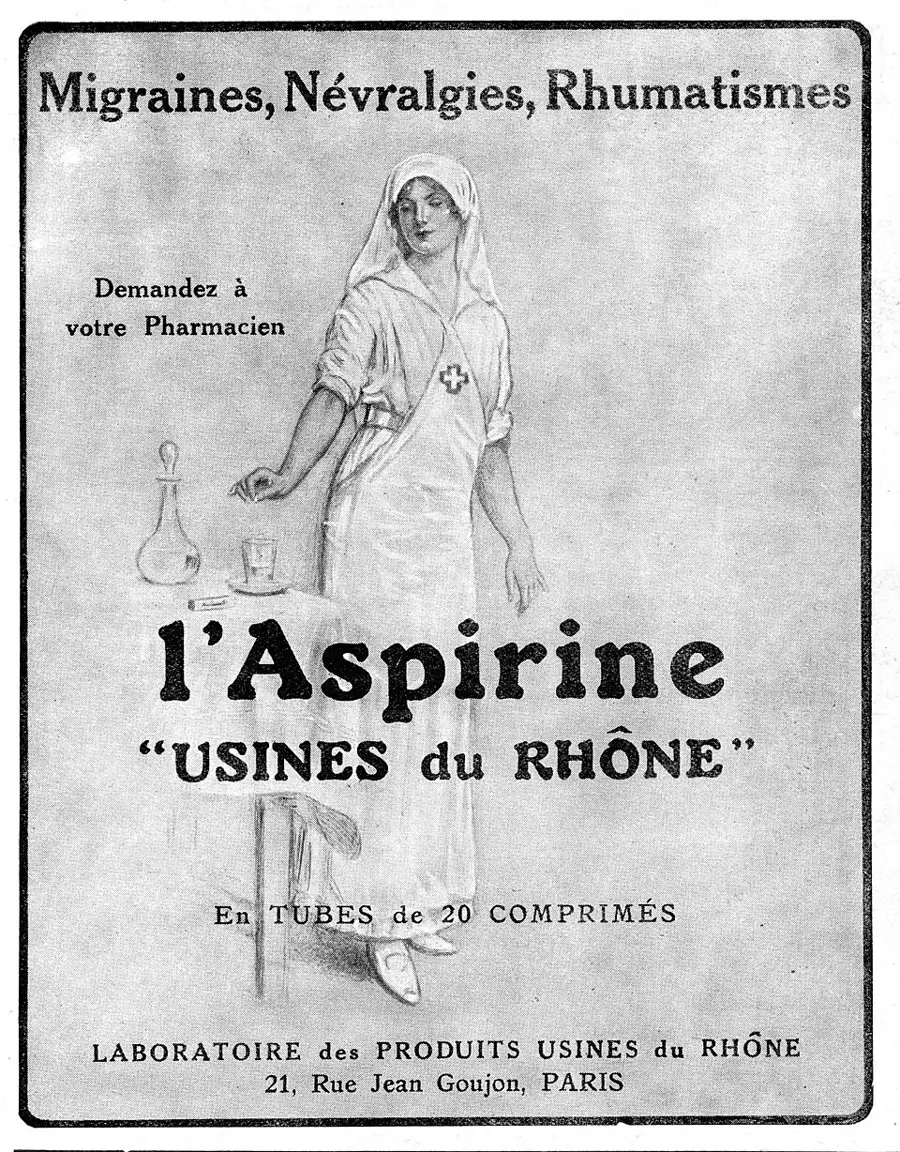 Migraines, Névralgies, Rhumatismes
Demandez à
votre Pharmacien
l'Aspirine
“USINES du RHÔNE”
En TUBES de 20 COMPRIMÉS
LABORATOIRE des PRODUITS USINES du RHÔNE
21, Rue Jean Goujon, PARIS